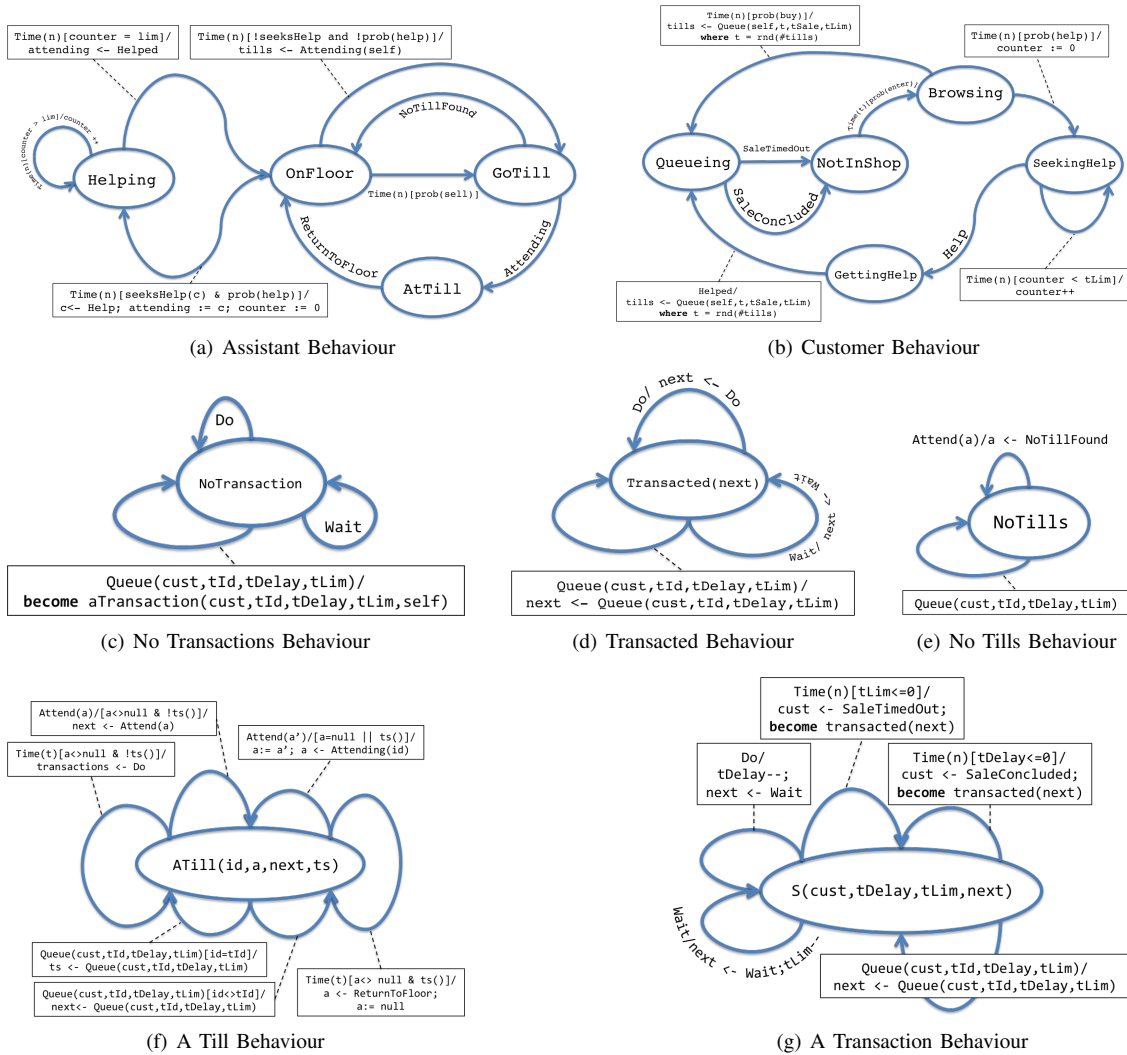 Time(n)[counter = lim]/
attending <- Helped
Time(n)[!seeksHelp and !prob(help)]/
tills <- Attending(self)
Time(n)[counter > lim]/counter ++
Helping
OnFloor
NoTillFound
GoTill
Time(n)[prob(sell)]
ReturnToFloor
Attending
AtTill
Time(n)[seeksHelp(c) & prob(help)]/
c<- Help; attending := c; counter := 0
(a) Assistant Behaviour
Time(n)[prob(buy)]/
tills <- Queue(self,t,tSale,tLim)
where t = rnd(#tills)
Time(n)[prob(help)]/
counter := 0
Time(t)[prob(enter)/
Browsing
Queueing
SaleTimedOut
NotInShop
SeekingHelp
SaleConcluded
Help
GettingHelp
Helped/
tills <- Queue(self,t,tSale,tLim)
where t = rnd(#tills)
Time(n)[counter < tLim]/
counter++
(b) Customer Behaviour
Do
NoTransaction
Wait
Queue(cust,tId,tDelay,tLim)/
become aTransaction(cust,tId,tDelay,tLim,self)
(c) No Transactions Behaviour
Do/ next <- Do
Transacted(next)
Wait/ next <- Wait
Queue(cust,tId,tDelay,tLim)/
next <- Queue(cust,tId,tDelay,tLim)
(d) Transacted Behaviour
Attend(a)/a <- NoTillFound
NoTills
Queue(cust,tId,tDelay,tLim)
(e) No Tills Behaviour
Attend(a)/[a<>null & !ts()]/
next <- Attend(a)
Time(t)[a<>null & !ts()]/
transactions <- Do
Attend(a’)/[a=null || ts()]/
a:= a’; a <- Attending(id)
ATill(id,a,next,ts)
Queue(cust,tId,tDelay,tLim)[id=tId]/
ts <- Queue(cust,tId,tDelay,tLim)
Queue(cust,tId,tDelay,tLim)[id<>tId]/
next<- Queue(cust,tId,tDelay,tLim)
Time(t)[a<> null & ts()]/
a <- ReturnToFloor;
a:= null
(f) A Till Behaviour
Time(n)[tLim<=0]/
cust <- SaleTimedOut;
become transacted(next)
Do/
tDelay--;
next <- Wait
Time(n)[tDelay<=0]/
cust <- SaleConcluded;
become transacted(next)
S(cust,tDelay,tLim,next)
Wait/next <- Wait;tLim-
Queue(cust,tId,tDelay,tLim)/
next <- Queue(cust,tId,tDelay,tLim)
(g) A Transaction Behaviour